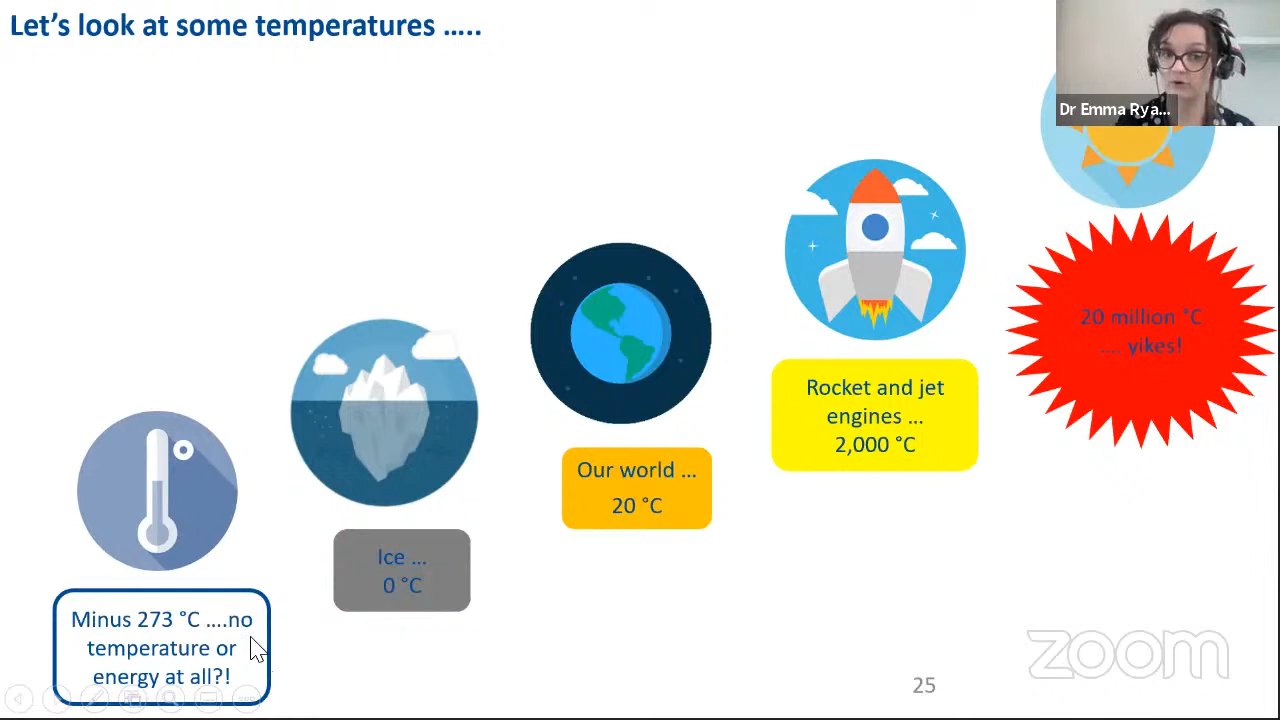 Let's look at some temperatures …..
Dr Emma Rya...
20 million °C
.... yikes!
Rocket and jet
engines …
2,000 °C
Our world …
20 °C
Ice …
0 °C
Minus 273 °C ….no
temperature or
energy at all?!
zoom
25